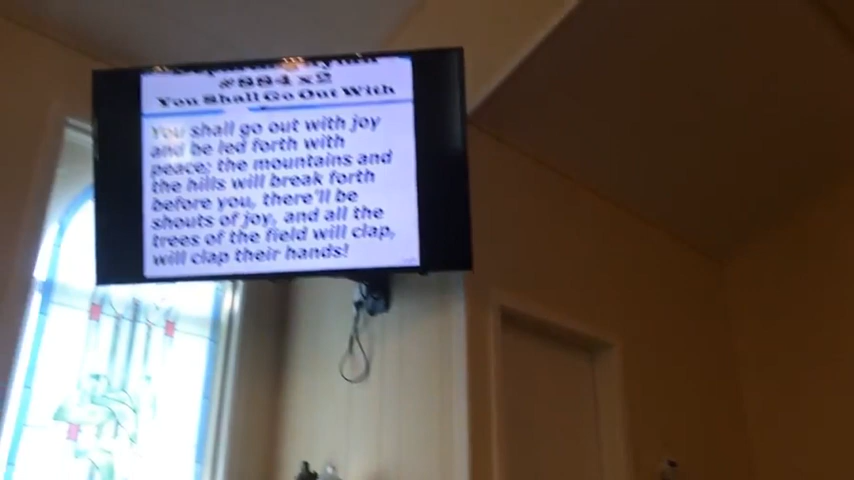 #994 x2
You Shall Go Out With
You shall go out with joy
and be led forth with
peace; the mountains and
the hills will break forth
before you, there'll be
shouts of joy, and all the
trees of the field will clap,
will clap their hands!